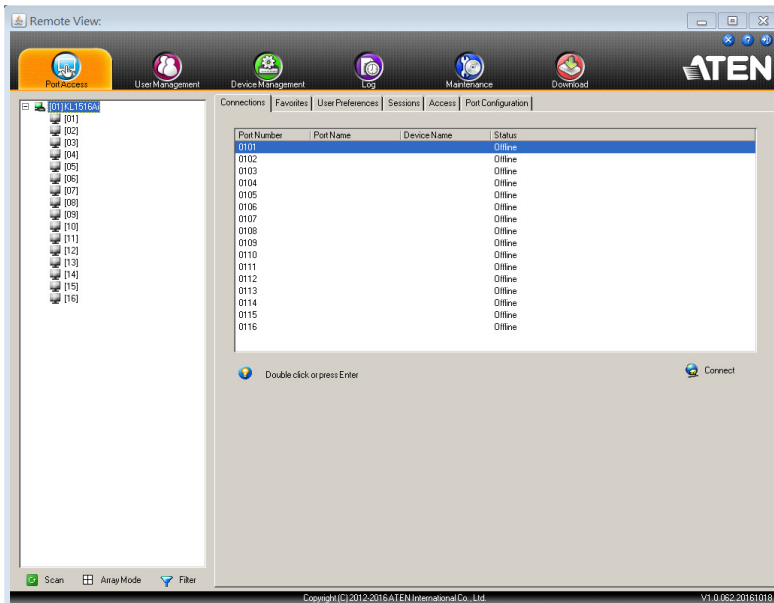 Remote View:
Port Access
User Management
Device Management
Log
Maintenance
Download
ATEN
[01]KL1516Ai
[01]
[02]
[03]
[04]
[05]
[06]
[07]
[08]
[09]
[10]
[11]
[12]
[13]
[14]
[15]
[16]
Connections Favorites User Preferences Sessions Access Port Configuration
Port Number Port Name Device Name Status
0101 Offline
0102 Offline
0103 Offline
0104 Offline
0105 Offline
0106 Offline
0107 Offline
0108 Offline
0109 Offline
0110 Offline
0111 Offline
0112 Offline
0113 Offline
0114 Offline
0115 Offline
0116 Offline
Double click or press Enter
Connect
Scan Array Mode Filter
Copyright (C) 2012-2016 ATEN International Co., Ltd.
V1.0.062.20161018